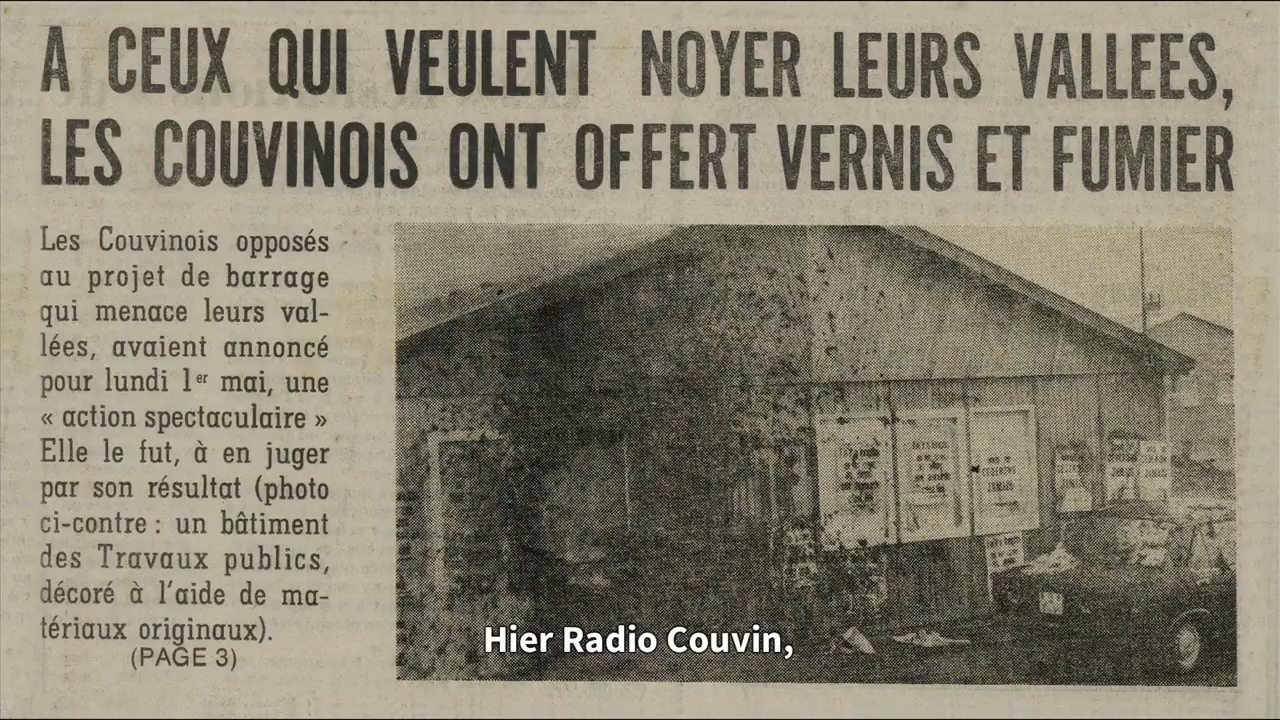 A CEUX QUI VEULENT NOYER LEURS VALLEES,
LES COUVINOIS ONT OFFERT VERNIS ET FUMIER
Les Couvinois opposés
au projet de barrage
qui menace leurs val-
lées, avaient annoncé
pour lundi 1er mai, une
« action spectaculaire »
Elle le fut, à en juger
par son résultat (photo
ci-contre : un bâtiment
des Travaux publics,
décoré à l'aide de ma-
tériaux originaux).
(PAGE 3)
Hier Radio Couvin,